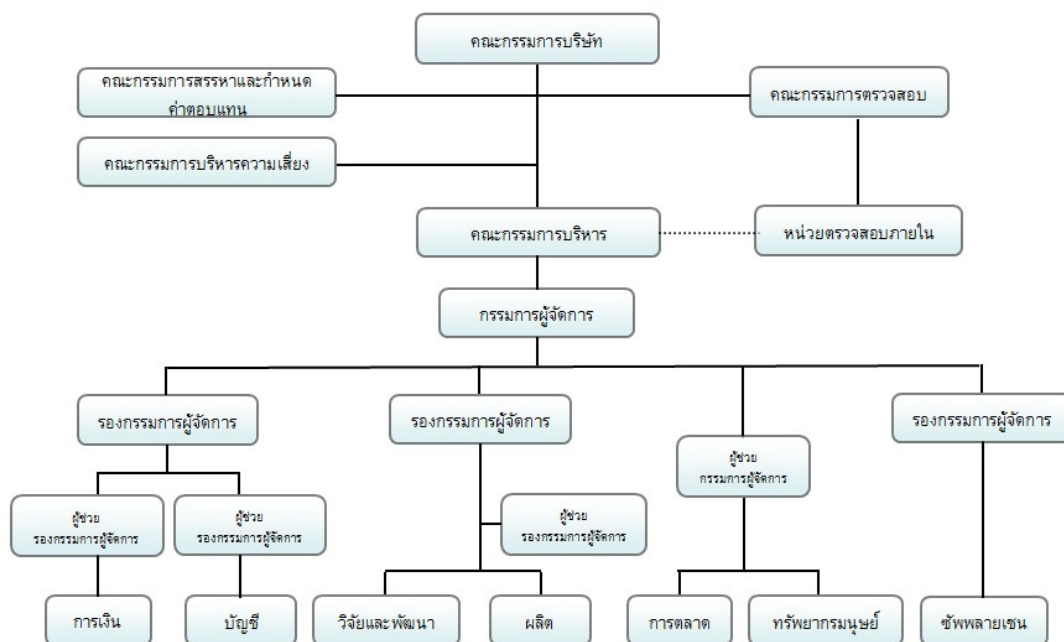 คณะกรรมการบริษัท
คณะกรรมการสรรหาและกำหนด
ค่าตอบแทน
คณะกรรมการตรวจสอบ
คณะกรรมการบริหารความเสี่ยง
คณะกรรมการบริหาร
หน่วยตรวจสอบภายใน
กรรมการผู้จัดการ
รองกรรมการผู้จัดการ
รองกรรมการผู้จัดการ
รองกรรมการผู้จัดการ
ผู้ช่วย
กรรมการผู้จัดการ
ผู้ช่วย
รองกรรมการผู้จัดการ
ผู้ช่วย
รองกรรมการผู้จัดการ
ผู้ช่วย
รองกรรมการผู้จัดการ
การเงิน
บัญชี
วิจัยและพัฒนา
ผลิต
การตลาด
ทรัพยากรมนุษย์
ซัพพลายเชน